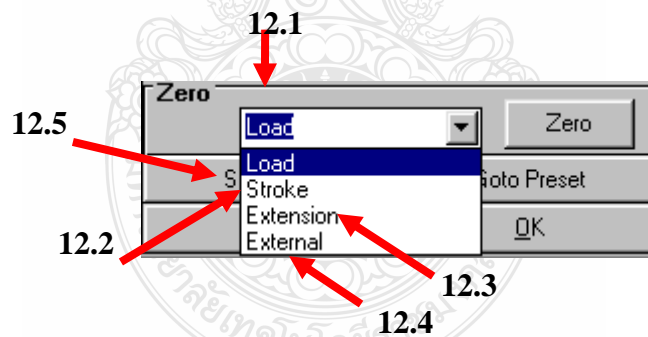 12.1
Zero
12.5
Load
Zero
Load
S
Goto Preset
Stroke
Extension
OK
12.2
External
12.3
12.4